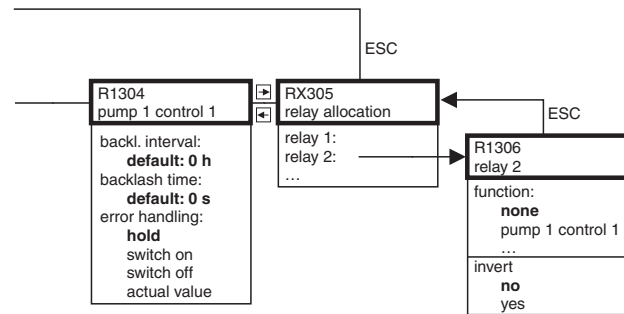 ESC
R1304
pump 1 control 1
backl. interval:
default: 0 h
backlash time:
default: 0 s
error handling:
hold
switch on
switch off
actual value
RX305
relay allocation
relay 1:
relay 2:
...
ESC
R1306
relay 2
function:
none
pump 1 control 1
...
invert
no
yes